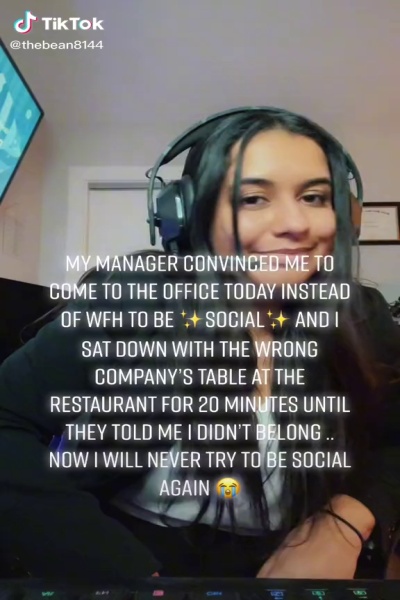 TikTok
@thebean8144
MY MANAGER CONVINCED ME TO
COME TO THE OFFICE TODAY INSTEAD
OF WFH TO BE ✨SOCIAL✨ AND I
SAT DOWN WITH THE WRONG
COMPANY'S TABLE AT THE
RESTAURANT FOR 20 MINUTES UNTIL
THEY TOLD ME I DIDN'T BELONG ..
NOW I WILL NEVER TRY TO BE SOCIAL
AGAIN 😭